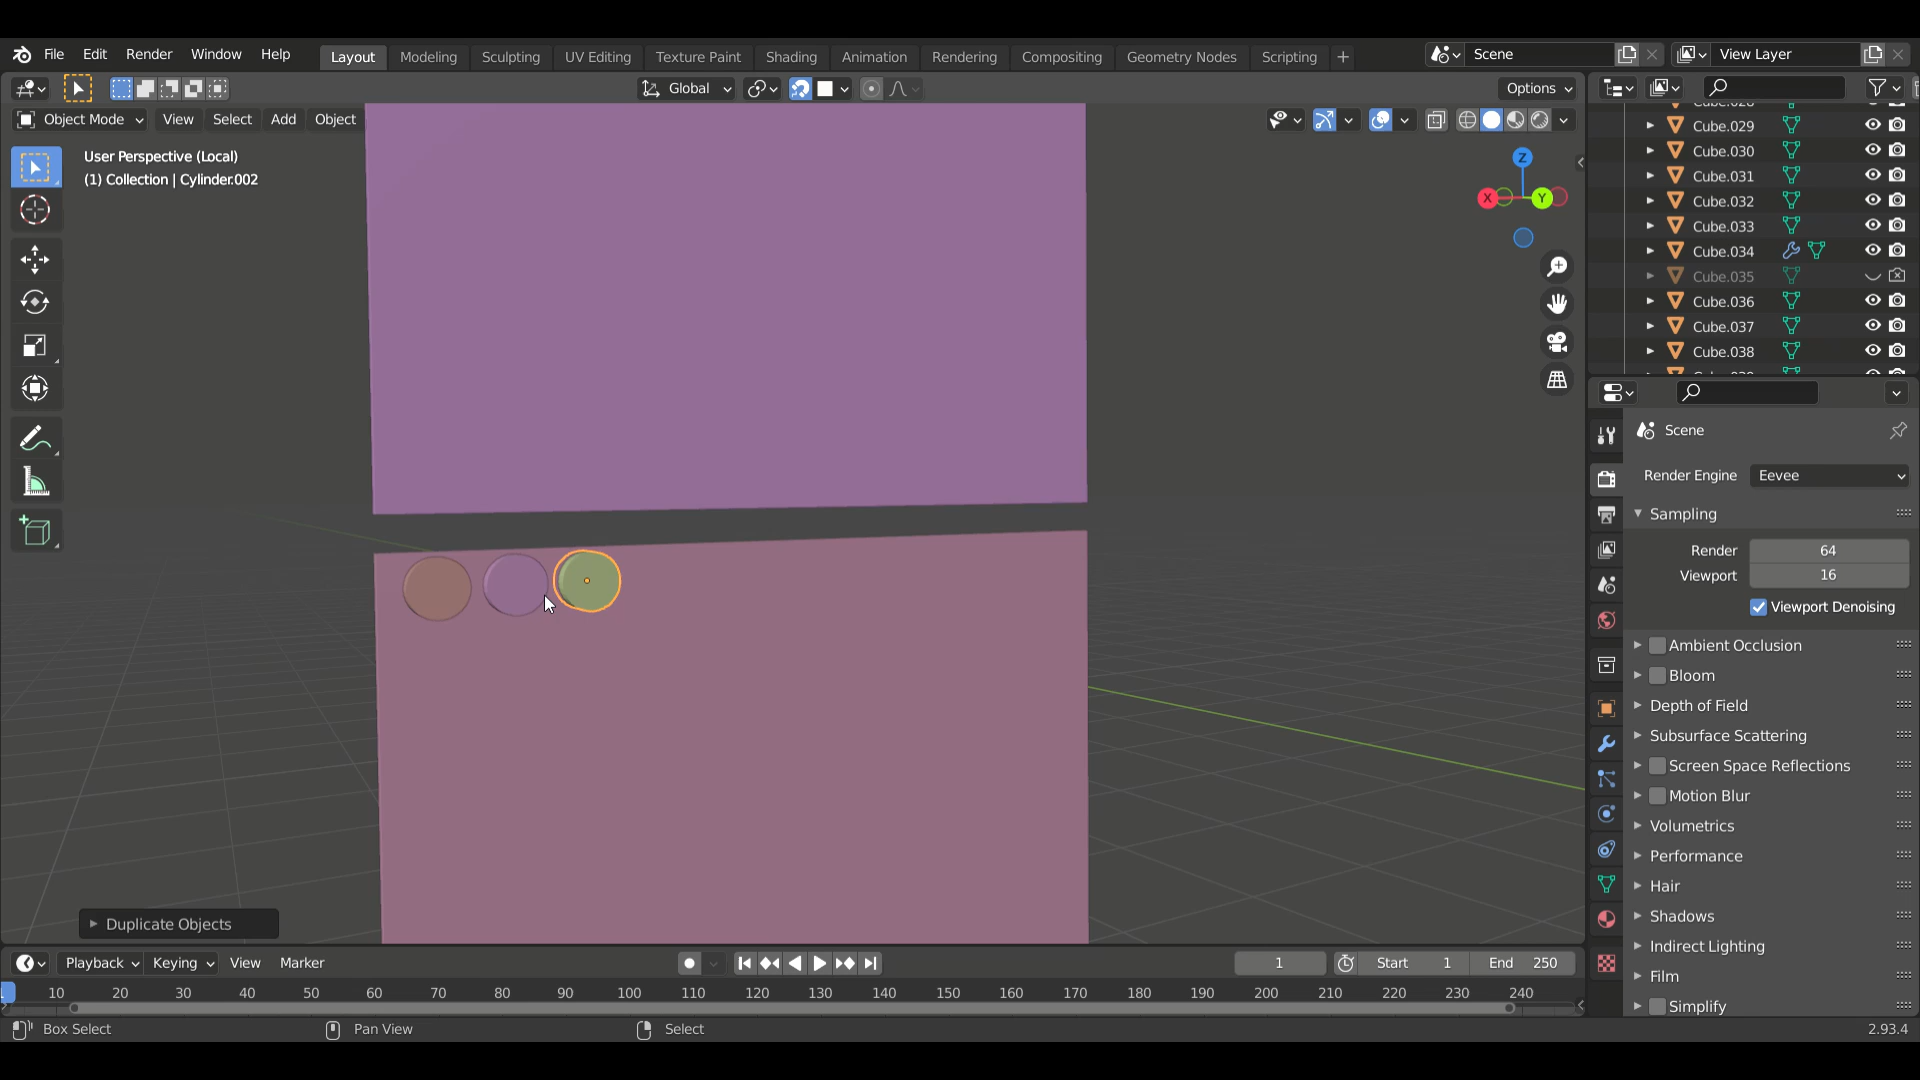 File Edit Render Window Help Layout Modeling Sculpting UV Editing Texture Paint Shading Animation Rendering Compositing Geometry Nodes Scripting + Scene View Layer
Global Options
Object Mode View Select Add Object
User Perspective (Local)
(1) Collection | Cylinder.002
Z
X
Y
Cube.029
Cube.030
Cube.031
Cube.032
Cube.033
Cube.034
Cube.035
Cube.036
Cube.037
Cube.038
Scene
Render Engine Eevee
Sampling
Render 64
Viewport 16
Viewport Denoising
Ambient Occlusion
Bloom
Depth of Field
Subsurface Scattering
Screen Space Reflections
Motion Blur
Volumetrics
Performance
Hair
Shadows
Indirect Lighting
Film
Simplify
Duplicate Objects
Playback Keying View Marker 1 Start 1 End 250
10 20 30 40 50 60 70 80 90 100 110 120 130 140 150 160 170 180 190 200 210 220 230 240
Box Select Pan View Select 2.93.4